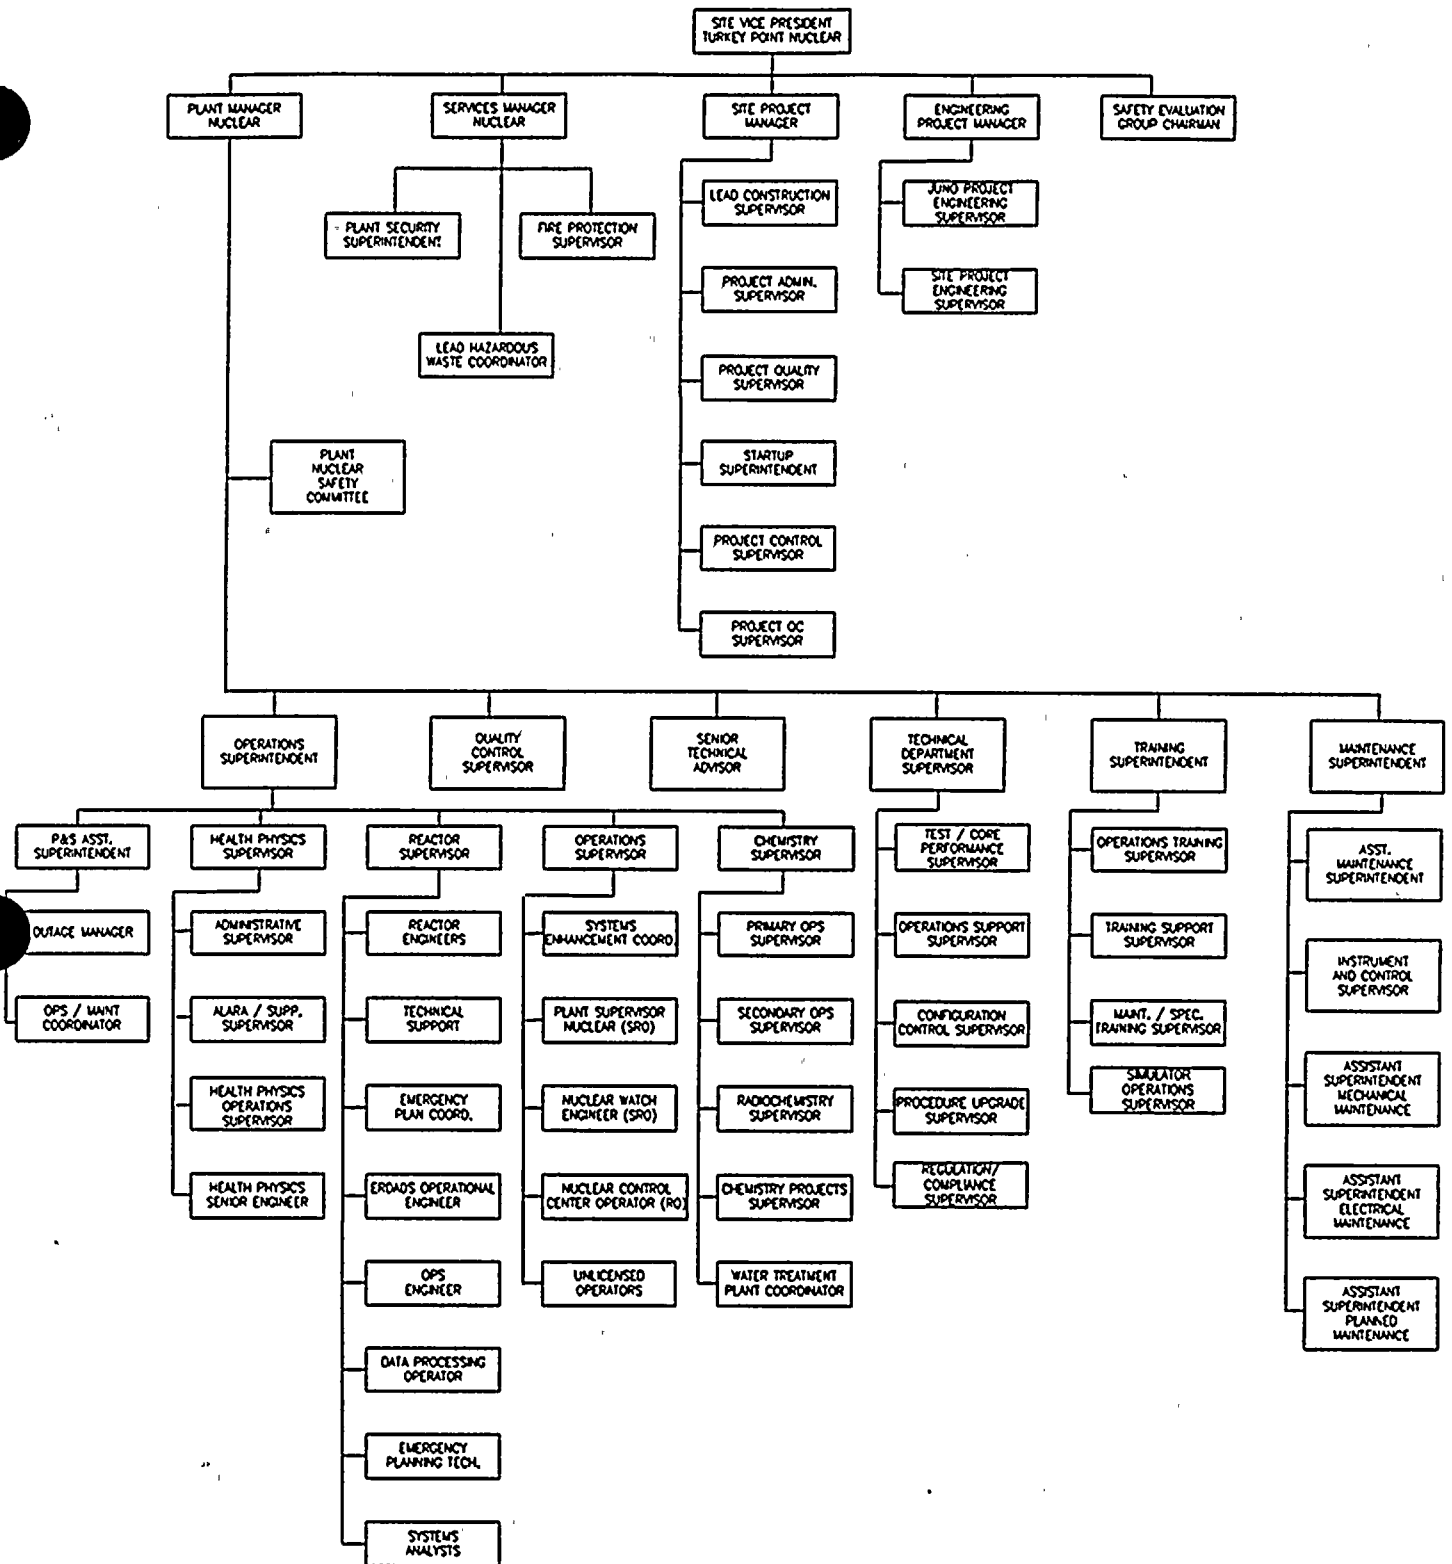 SITE VICE PRESIDENT
TURKEY POINT NUCLEAR
PLANT MANAGER
NUCLEAR
SERVICES MANAGER
NUCLEAR
SITE PROJECT
MANAGER
ENGINEERING
PROJECT MANAGER
SAFETY EVALUATION
GROUP CHAIRMAN
PLANT SECURITY
SUPERINTENDENT
FIRE PROTECTION
SUPERVISOR
LEAD HAZARDOUS
WASTE COORDINATOR
LEAD CONSTRUCTION
SUPERVISOR
PROJECT ADMIN.
SUPERVISOR
PROJECT QUALITY
SUPERVISOR
STARTUP
SUPERINTENDENT
PROJECT CONTROL
SUPERVISOR
PROJECT QC
SUPERVISOR
JUNO PROJECT
ENGINEERING
SUPERVISOR
SITE PROJECT
ENGINEERING
SUPERVISOR
PLANT
NUCLEAR
SAFETY
COMMITTEE
OPERATIONS
SUPERINTENDENT
QUALITY
CONTROL
SUPERVISOR
SENIOR
TECHNICAL
ADVISOR
TECHNICAL
DEPARTMENT
SUPERVISOR
TRAINING
SUPERINTENDENT
MAINTENANCE
SUPERINTENDENT
P&S ASST.
SUPERINTENDENT
OUTAGE MANAGER
OPS / MAINT
COORDINATOR
HEALTH PHYSICS
SUPERVISOR
ADMINISTRATIVE
SUPERVISOR
ALARA / SUPP.
SUPERVISOR
HEALTH PHYSICS
OPERATIONS
SUPERVISOR
HEALTH PHYSICS
SENIOR ENGINEER
REACTOR
SUPERVISOR
REACTOR
ENGINEERS
TECHNICAL
SUPPORT
EMERGENCY
PLAN COORD.
ERDADS OPERATIONAL
ENGINEER
OPS
ENGINEER
DATA PROCESSING
OPERATOR
EMERGENCY
PLANNING TECH.
SYSTEMS
ANALYSTS
OPERATIONS
SUPERVISOR
SYSTEMS
ENHANCEMENT COORD.
PLANT SUPERVISOR
NUCLEAR (SRO)
NUCLEAR WATCH
ENGINEER (SRO)
NUCLEAR CONTROL
CENTER OPERATOR (RO)
UNLICENSED
OPERATORS
CHEMISTRY
SUPERVISOR
PRIMARY OPS
SUPERVISOR
SECONDARY OPS
SUPERVISOR
RADIOCHEMISTRY
SUPERVISOR
CHEMISTRY PROJECTS
SUPERVISOR
WATER TREATMENT
PLANT COORDINATOR
TEST / CORE
PERFORMANCE
SUPERVISOR
OPERATIONS SUPPORT
SUPERVISOR
CONFIGURATION
CONTROL SUPERVISOR
PROCEDURE UPGRADE
SUPERVISOR
REGULATION/
COMPLIANCE
SUPERVISOR
OPERATIONS TRAINING
SUPERVISOR
TRAINING SUPPORT
SUPERVISOR
MAINT. / SPEC.
TRAINING SUPERVISOR
SIMULATOR
OPERATIONS
SUPERVISOR
ASST.
MAINTENANCE
SUPERINTENDENT
INSTRUMENT
AND CONTROL
SUPERVISOR
ASSISTANT
SUPERINTENDENT
MECHANICAL
MAINTENANCE
ASSISTANT
SUPERINTENDENT
ELECTRICAL
MAINTENANCE
ASSISTANT
SUPERINTENDENT
PLANNED
MAINTENANCE